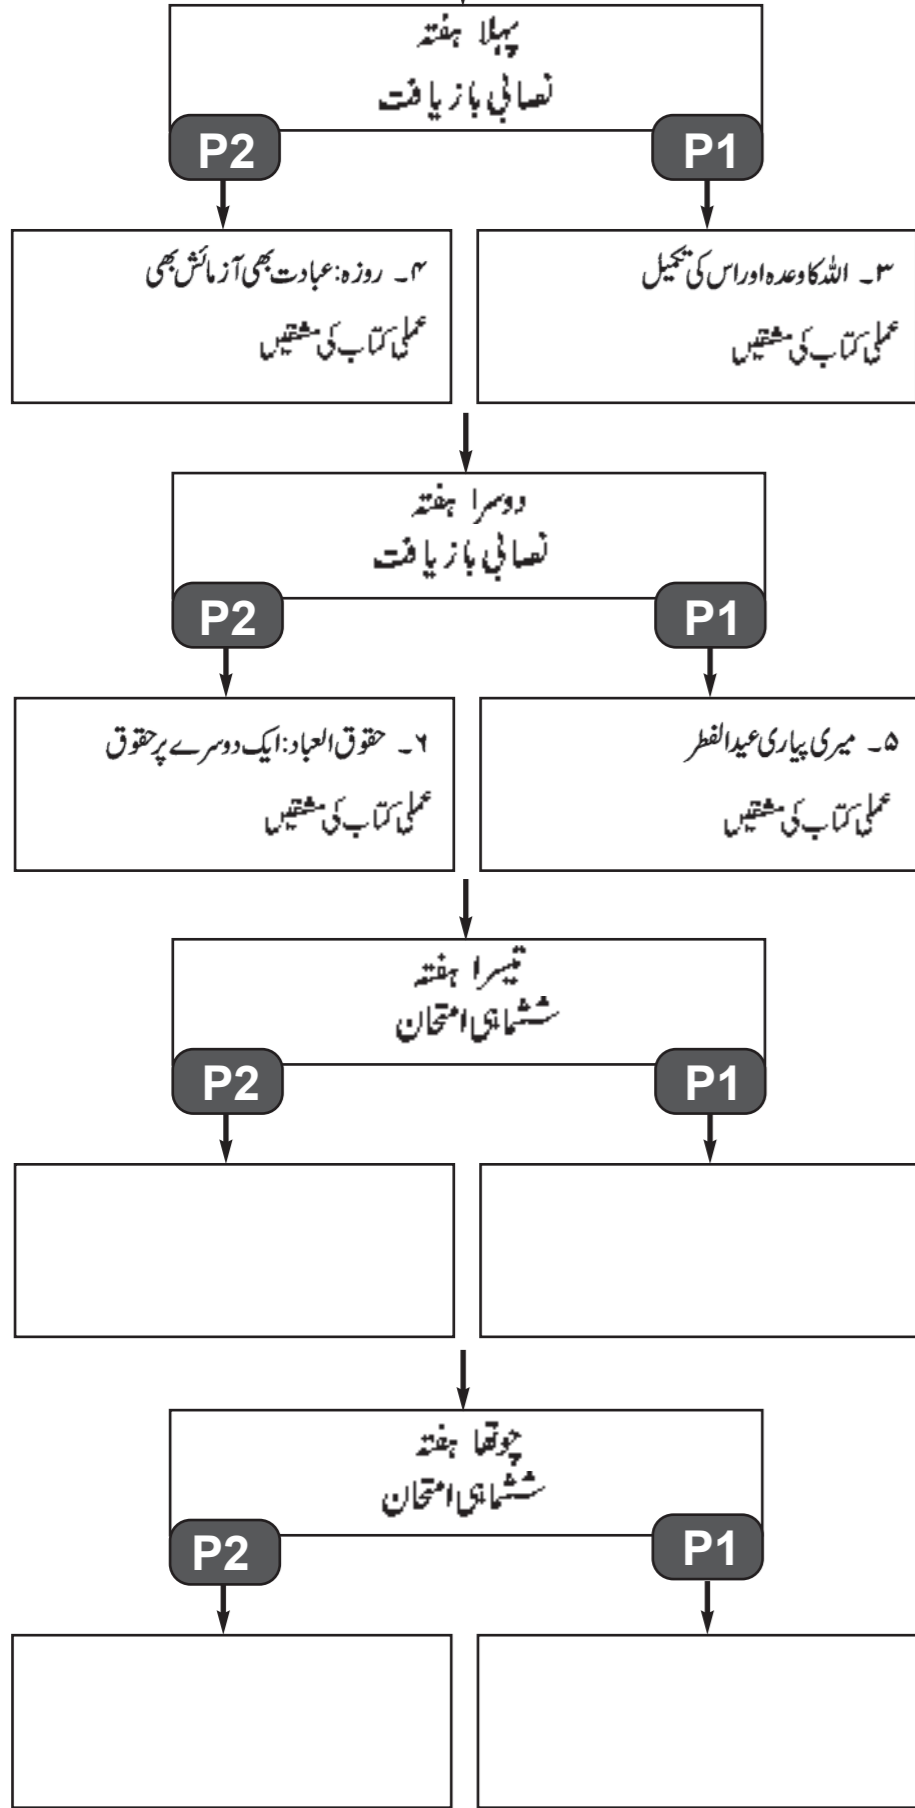 پہلا ہفتہ
نصابی بازیافت
P1
P2
۳۔ اللہ کا وعدہ اور اس کی تکمیل
عملی کتاب کی مشقیں
۴۔ روزہ: عبادت بھی آزمائش بھی
عملی کتاب کی مشقیں
دوسرا ہفتہ
نصابی بازیافت
P1
P2
۵۔ میری پیاری عید الفطر
عملی کتاب کی مشقیں
۶۔ حقوق العباد: ایک دوسرے پر حقوق
عملی کتاب کی مشقیں
تیسرا ہفتہ
ششماہی امتحان
P1
P2
چوتھا ہفتہ
ششماہی امتحان
P1
P2